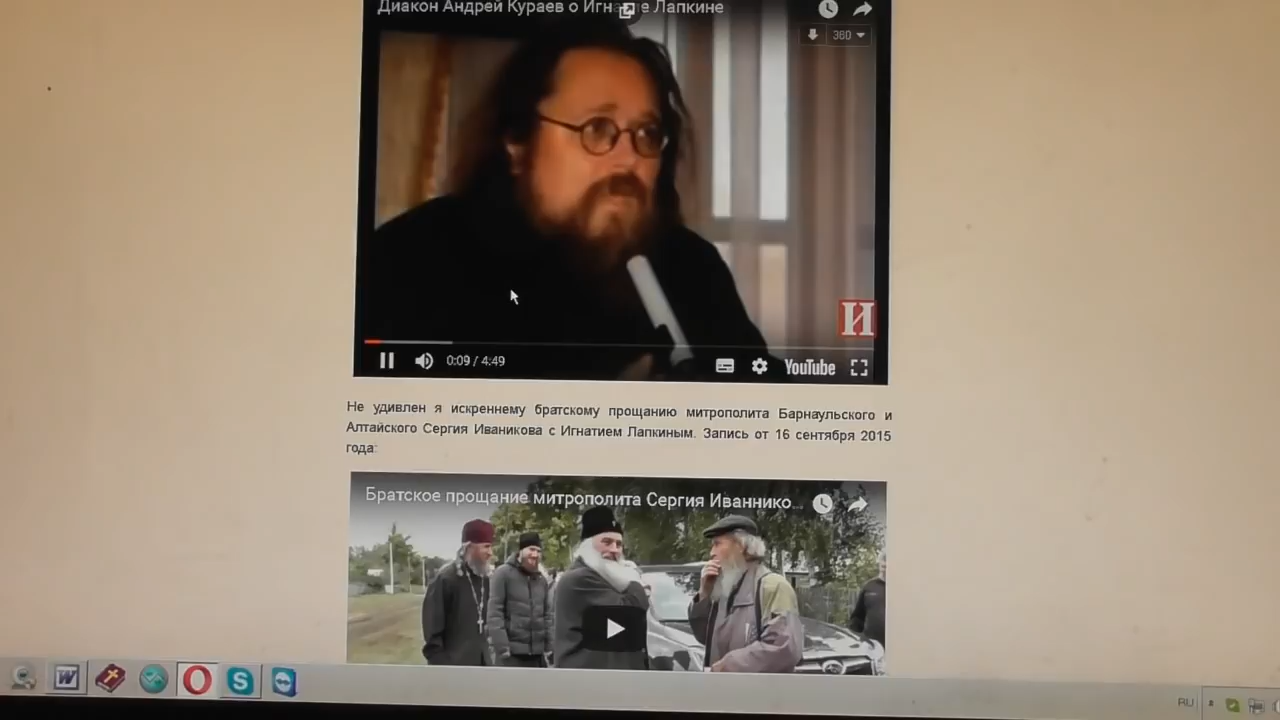 Диакон Андрей Кураев о Игна е Лапкине
360
И
0:09 / 4:49
YouTube
Не удивлен я искреннему братскому прощанию митрополита Барнаульского и
Алтайского Сергия Иваникова с Игнатием Лапкиным. Запись от 16 сентября 2015
года:
Братское прощание митрополита Сергия Иваннико...
RU